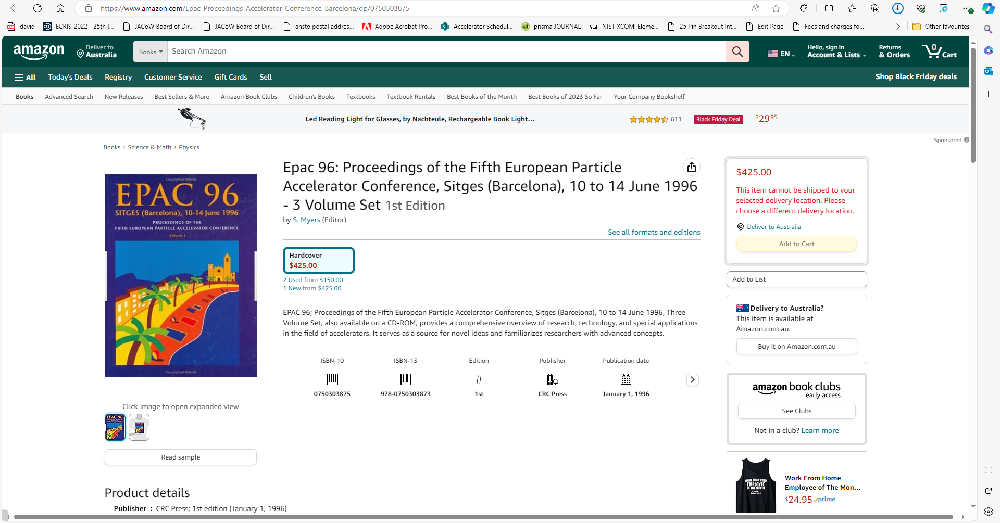 https://www.amazon.com/Epac-Proceedings-Accelerator-Conference-Barcelona/dp/0750303875
david
ECRIS-2022 - 25th I...
JACoW Board of Dir...
JACoW Board of Dir...
ansto postal addres...
Adobe Acrobat Pro...
Accelerator Schedul...
prisma JOURNAL
NIST XCOM: Eleme...
25 Pin Breakout Int...
Edit Page
Fees and charges fo...
Other favourites
amazon
Deliver to
Australia
Books
Search Amazon
EN
Hello, sign in
Account & Lists
Returns
& Orders
0
Cart
All
Today's Deals
Registry
Customer Service
Gift Cards
Sell
Shop Black Friday deals
Books
Advanced Search
New Releases
Best Sellers & More
Amazon Book Clubs
Children's Books
Textbooks
Textbook Rentals
Best Books of the Month
Best Books of 2023 So Far
Your Company Bookshelf
Led Reading Light for Glasses, by Nachteule, Rechargeable Book Light...
611
Black Friday Deal
$2995
Sponsored
Books › Science & Math › Physics
Copyrighted Material
EPAC 96
SITGES (Barcelona), 10-14 June 1996
PROCEEDINGS OF THE
FIFTH EUROPEAN PARTICLE ACCELERATOR CONFERENCE
Volume I
Copyrighted Material
Click image to open expanded view
EPAC 96
Read sample
Epac 96: Proceedings of the Fifth European Particle
Accelerator Conference, Sitges (Barcelona), 10 to 14 June 1996
- 3 Volume Set 1st Edition
by S. Myers (Editor)
See all formats and editions
Hardcover
$425.00
2 Used from $150.00
1 New from $425.00
EPAC 96; Proceedings of the Fifth European Particle Accelerator Conference, Sitges (Barcelona), 10 to 14 June 1996, Three
Volume Set, also available on a CD-ROM, provides a comprehensive overview of research, technology, and special applications
in the field of accelerators. It serves as a source for novel ideas and familiarizes researchers with advanced concepts.
ISBN-10
0750303875
ISBN-13
978-0750303873
Edition
#
1st
Publisher
CRC Press
Publication date
January 1, 1996
$425.00
This item cannot be shipped to your
selected delivery location. Please
choose a different delivery location.
Deliver to Australia
Add to Cart
Add to List
Delivery to Australia?
This item is available at
Amazon.com.au.
Buy it on Amazon.com.au
amazon book clubs
early access
See Clubs
Not in a club? Learn more
WORK FROM HOME
EMPLOYEE
OF THE MONTH
Work From Home
Employee of The Mon...
$24.95 prime
Product details
Publisher : CRC Press; 1st edition (January 1, 1996)